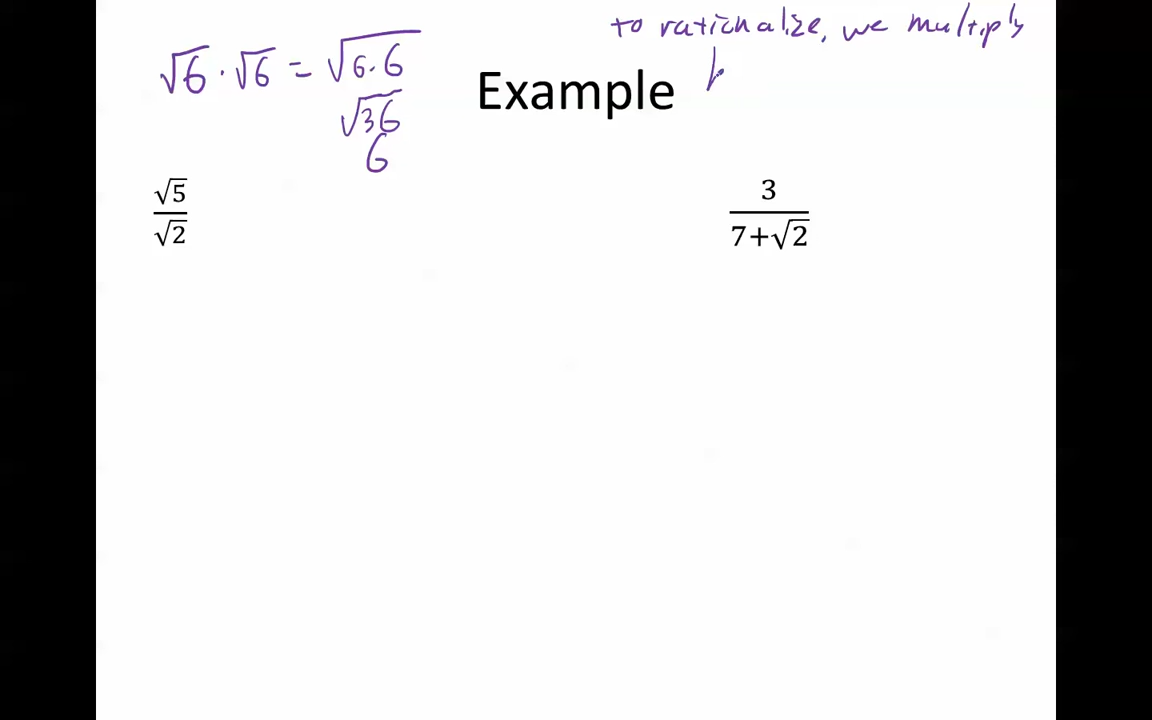 to rationalize, we multiply
√6 · √6 = √6·6
√36
6
Example
√5/√2
3/(7+√2)